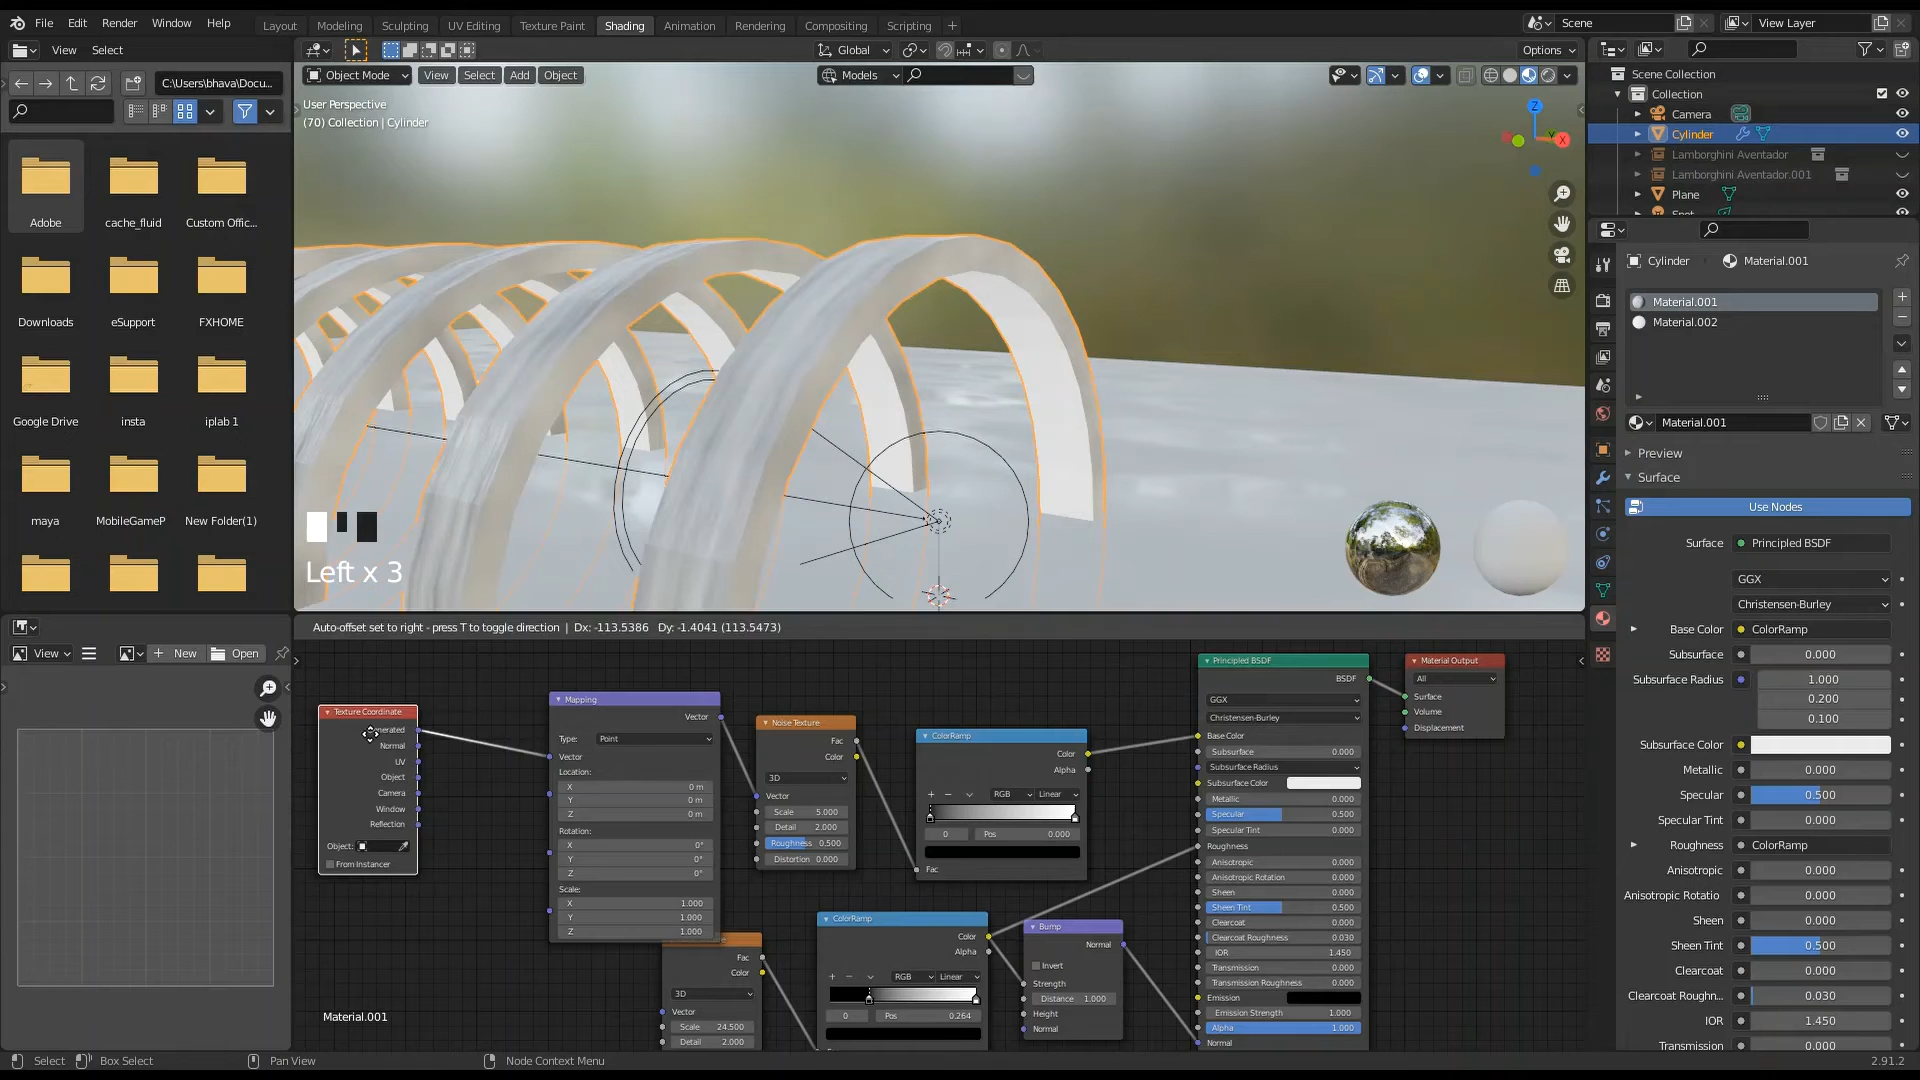 File Edit Render Window Help
Layout Modeling Sculpting UV Editing Texture Paint Shading Animation Rendering Compositing Scripting +
Scene View Layer
View Select
Global Options
C:\Users\bhava\Docu...
Object Mode View Select Add Object Models
User Perspective
(70) Collection | Cylinder
Z
Y X
Scene Collection
Collection
Camera
Cylinder
Lamborghini Aventador
Lamborghini Aventador.001
Plane
Spot
Adobe cache_fluid Custom Offic...
Downloads eSupport FXHOME
Google Drive insta iplab 1
maya MobileGameP New Folder(1)
Left x 3
Cylinder Material.001
Material.001
Material.002
Material.001
Preview
Surface
Use Nodes
Surface Principled BSDF
GGX
Christensen-Burley
Base Color ColorRamp
Subsurface 0.000
Subsurface Radius 1.000
0.200
0.100
Subsurface Color
Metallic 0.000
Specular 0.500
Specular Tint 0.000
Roughness ColorRamp
Anisotropic 0.000
Anisotropic Rotatio 0.000
Sheen 0.000
Sheen Tint 0.500
Clearcoat 0.000
Clearcoat Roughn... 0.030
IOR 1.450
Transmission 0.000
View New Open
Auto-offset set to right - press T to toggle direction | Dx: -113.5386 Dy: -1.4041 (113.5473)
Texture Coordinate
Normal
UV
Object
Camera
Window
Reflection
Object:
From Instancer
Mapping
Vector
Type: Point
Vector
Location:
X 0 m
Y 0 m
Z 0 m
Rotation:
X 0°
Y 0°
Z 0°
Scale:
X 1.000
Y 1.000
Z 1.000
Noise Texture
Fac
Color
3D
Vector
Scale 5.000
Detail 2.000
Roughness 0.500
Distortion 0.000
ColorRamp
Color
Alpha
+ − RGB Linear
0 Pos 0.000
Fac
Fac
Color
3D
Vector
Scale 24.500
Detail 2.000
ColorRamp
Color
Alpha
+ − RGB Linear
0 Pos 0.264
Bump
Normal
Invert
Strength
Distance 1.000
Height
Normal
Principled BSDF
BSDF
GGX
Christensen-Burley
Base Color
Subsurface 0.000
Subsurface Radius
Subsurface Color
Metallic 0.000
Specular 0.500
Specular Tint 0.000
Roughness
Anisotropic 0.000
Anisotropic Rotation 0.000
Sheen 0.000
Sheen Tint 0.500
Clearcoat 0.000
Clearcoat Roughness 0.030
IOR 1.450
Transmission 0.000
Transmission Roughness 0.000
Emission
Emission Strength 1.000
Alpha 1.000
Normal
Material Output
All
Surface
Volume
Displacement
Material.001
Select Box Select Pan View Node Context Menu 2.91.2